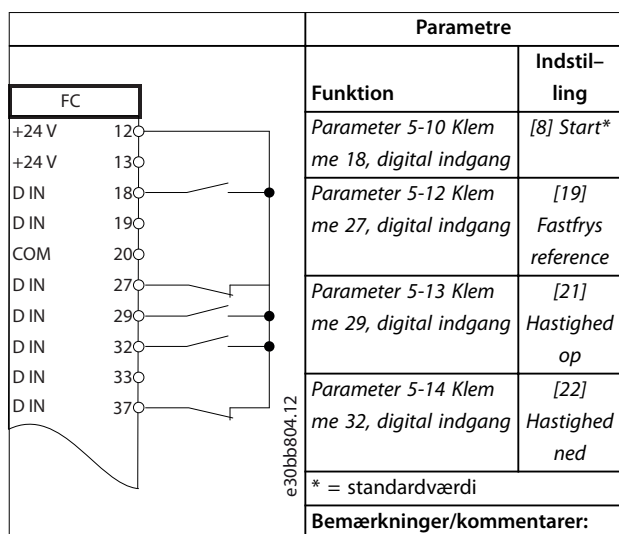 Parametre
Funktion
Indstil–
ling
FC
+24 V 12
+24 V 13
D IN 18
D IN 19
COM 20
D IN 27
D IN 29
D IN 32
D IN 33
D IN 37
e30bb804.12
Parameter 5-10 Klem
me 18, digital indgang
[8] Start*
Parameter 5-12 Klem
me 27, digital indgang
[19]
Fastfrys
reference
Parameter 5-13 Klem
me 29, digital indgang
[21]
Hastighed
op
Parameter 5-14 Klem
me 32, digital indgang
[22]
Hastighed
ned
* = standardværdi
Bemærkninger/kommentarer: